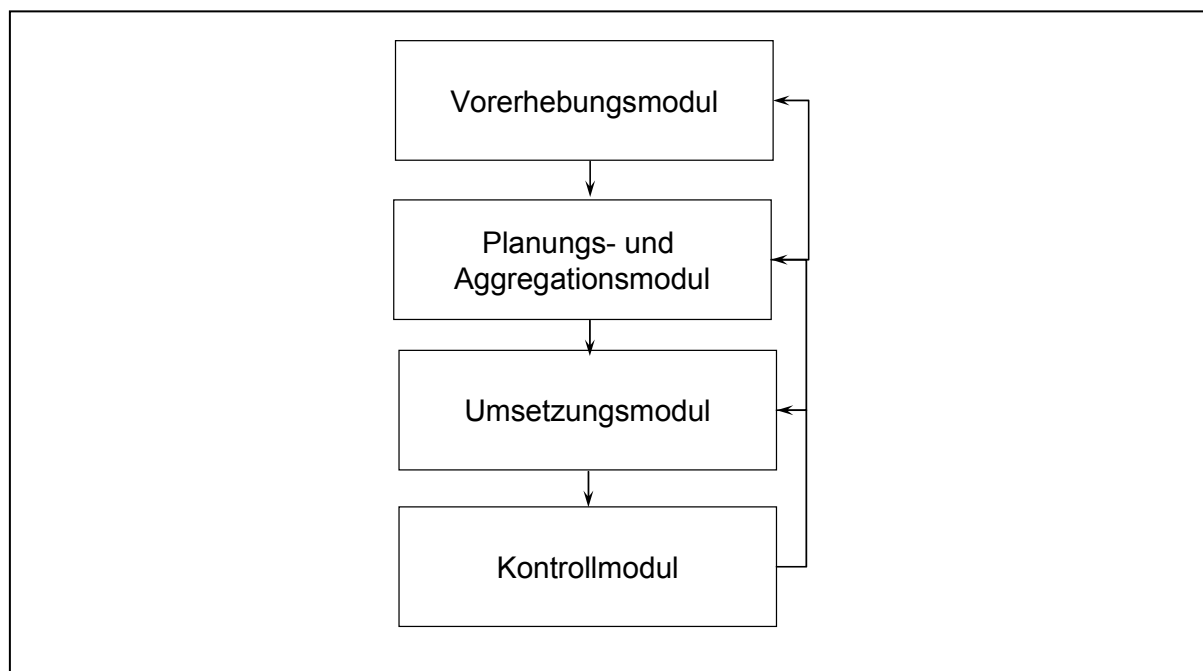 Vorerhebungsmodul
Planungs- und
Aggregationsmodul
Umsetzungsmodul
Kontrollmodul